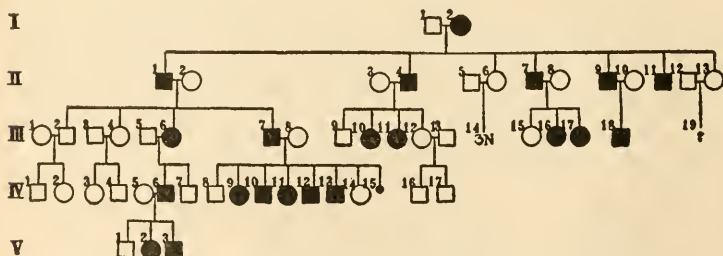 I 1 2
II 1 2 3 4 5 6 7 8 9 10 11 12 13
III 1 2 3 4 5 6 7 8 9 10 11 12 13 14 3N 15 16 17 18 19 ?
IV 1 2 3 4 5 6 7 8 9 10 11 12 13 14 15 16 17
V 1 2 3